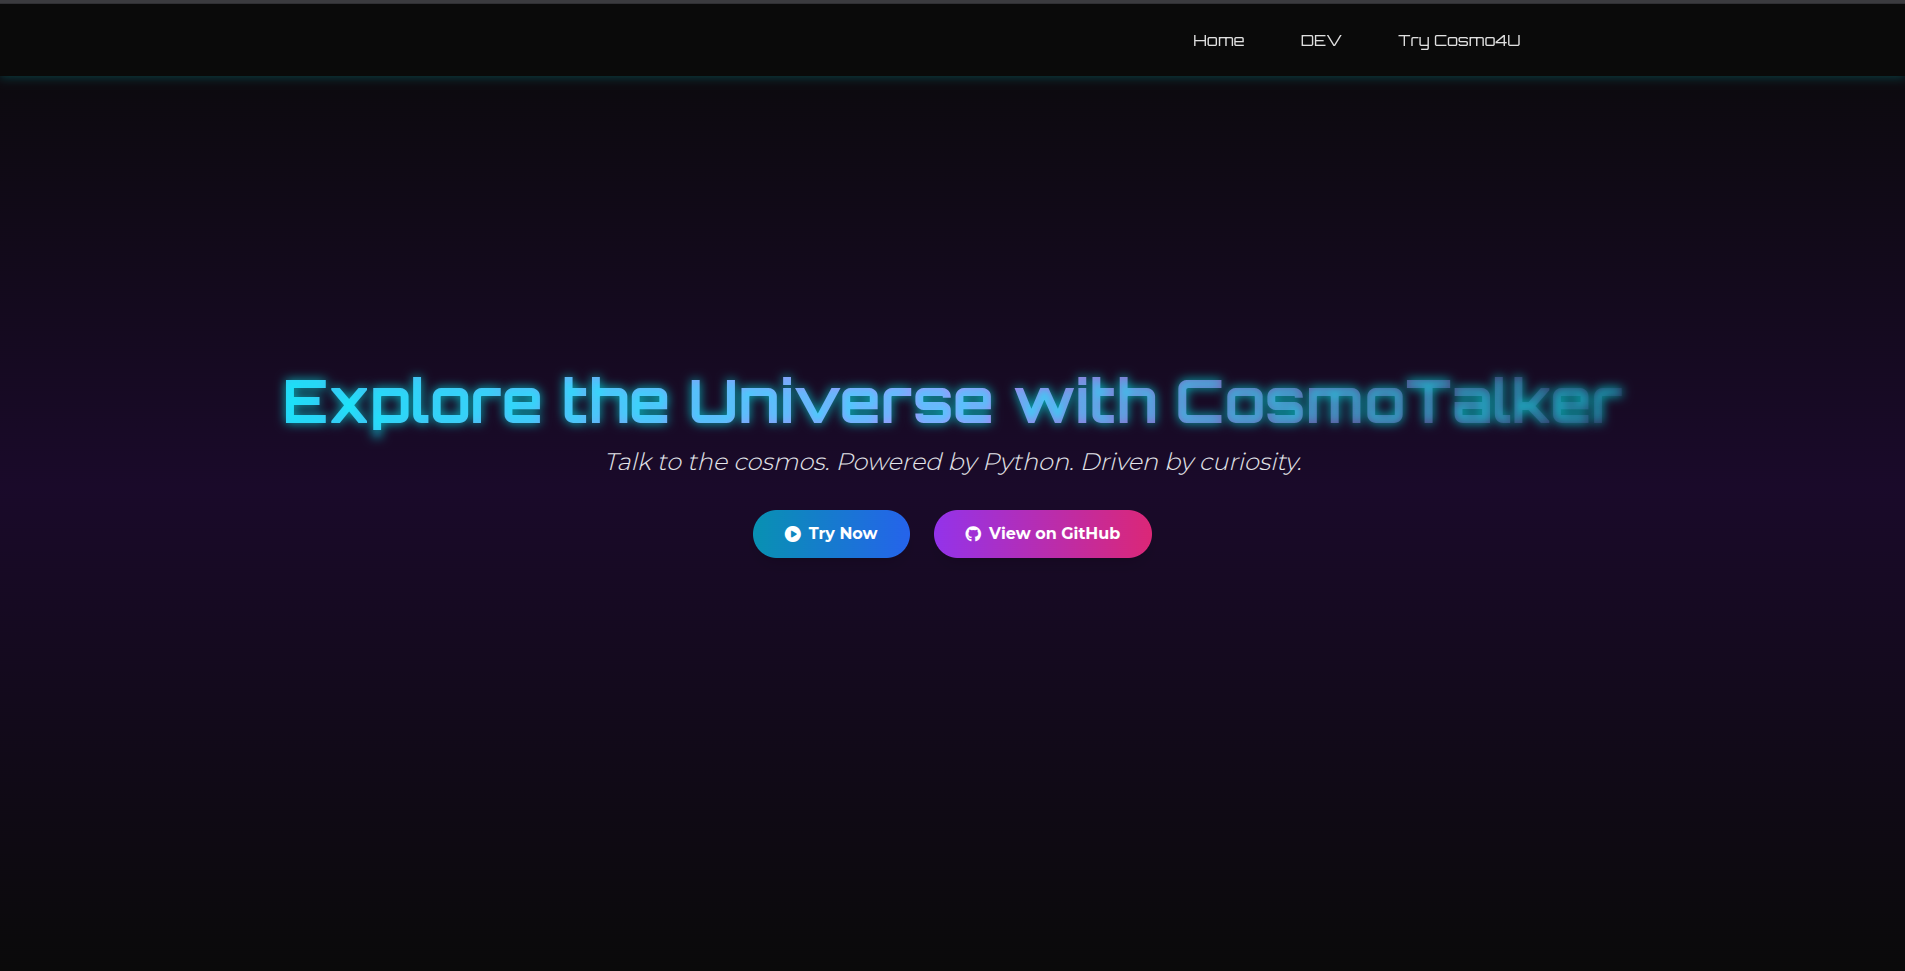 Home DEV Try Cosmo4U
Explore the Universe with CosmoTalker
Talk to the cosmos. Powered by Python. Driven by curiosity.
Try Now View on GitHub